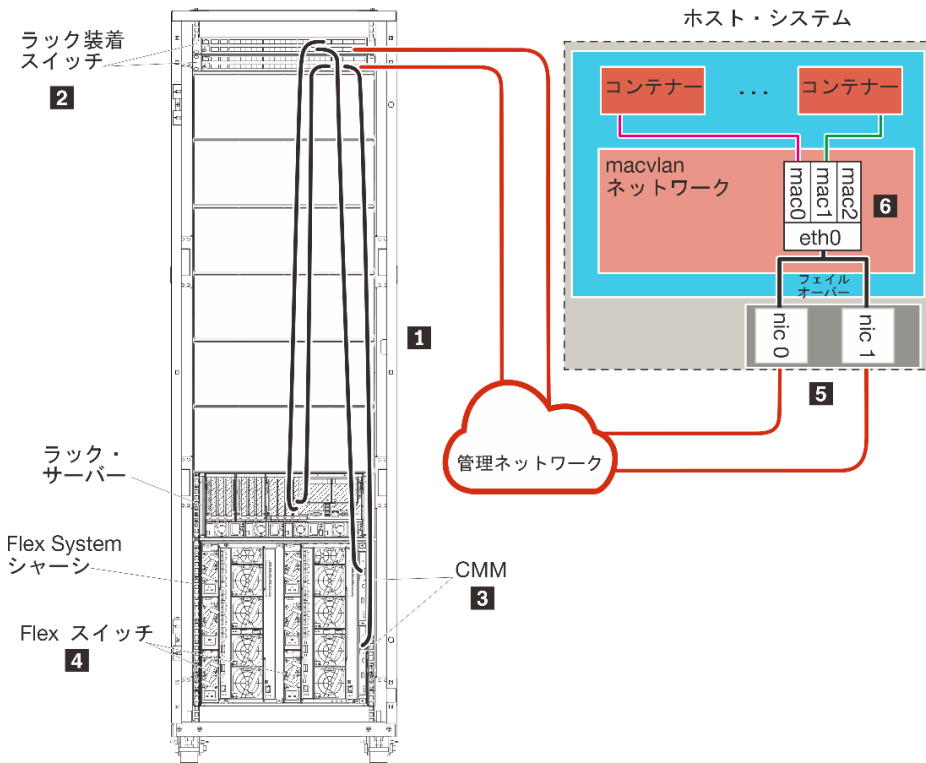 ホスト・システム
ラック装着
スイッチ
2
コンテナー
...
コンテナー
macvlan
ネットワーク
mac0
mac1
mac2
6
eth0
フェイル
オーバー
nic 0
nic 1
5
1
管理ネットワーク
ラック・
サーバー
Flex System
シャーシ
CMM
3
Flex スイッチ
4